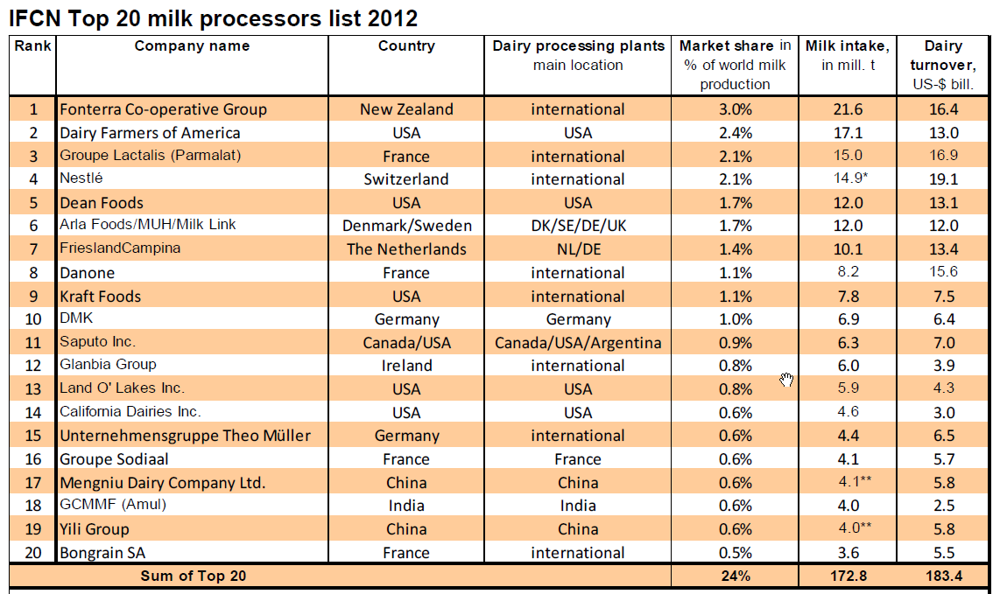 IFCN Top 20 milk processors list 2012
Rank Company name Country Dairy processing plants main location Market share in % of world milk production Milk intake, in mill. t Dairy turnover, US-$ bill.
1 Fonterra Co-operative Group New Zealand international 3.0% 21.6 16.4
2 Dairy Farmers of America USA USA 2.4% 17.1 13.0
3 Groupe Lactalis (Parmalat) France international 2.1% 15.0 16.9
4 Nestlé Switzerland international 2.1% 14.9* 19.1
5 Dean Foods USA USA 1.7% 12.0 13.1
6 Arla Foods/MUH/Milk Link Denmark/Sweden DK/SE/DE/UK 1.7% 12.0 12.0
7 FrieslandCampina The Netherlands NL/DE 1.4% 10.1 13.4
8 Danone France international 1.1% 8.2 15.6
9 Kraft Foods USA international 1.1% 7.8 7.5
10 DMK Germany Germany 1.0% 6.9 6.4
11 Saputo Inc. Canada/USA Canada/USA/Argentina 0.9% 6.3 7.0
12 Glanbia Group Ireland international 0.8% 6.0 3.9
13 Land O' Lakes Inc. USA USA 0.8% 5.9 4.3
14 California Dairies Inc. USA USA 0.6% 4.6 3.0
15 Unternehmensgruppe Theo Müller Germany international 0.6% 4.4 6.5
16 Groupe Sodiaal France France 0.6% 4.1 5.7
17 Mengniu Dairy Company Ltd. China China 0.6% 4.1** 5.8
18 GCMMF (Amul) India India 0.6% 4.0 2.5
19 Yili Group China China 0.6% 4.0** 5.8
20 Bongrain SA France international 0.5% 3.6 5.5
Sum of Top 20 24% 172.8 183.4